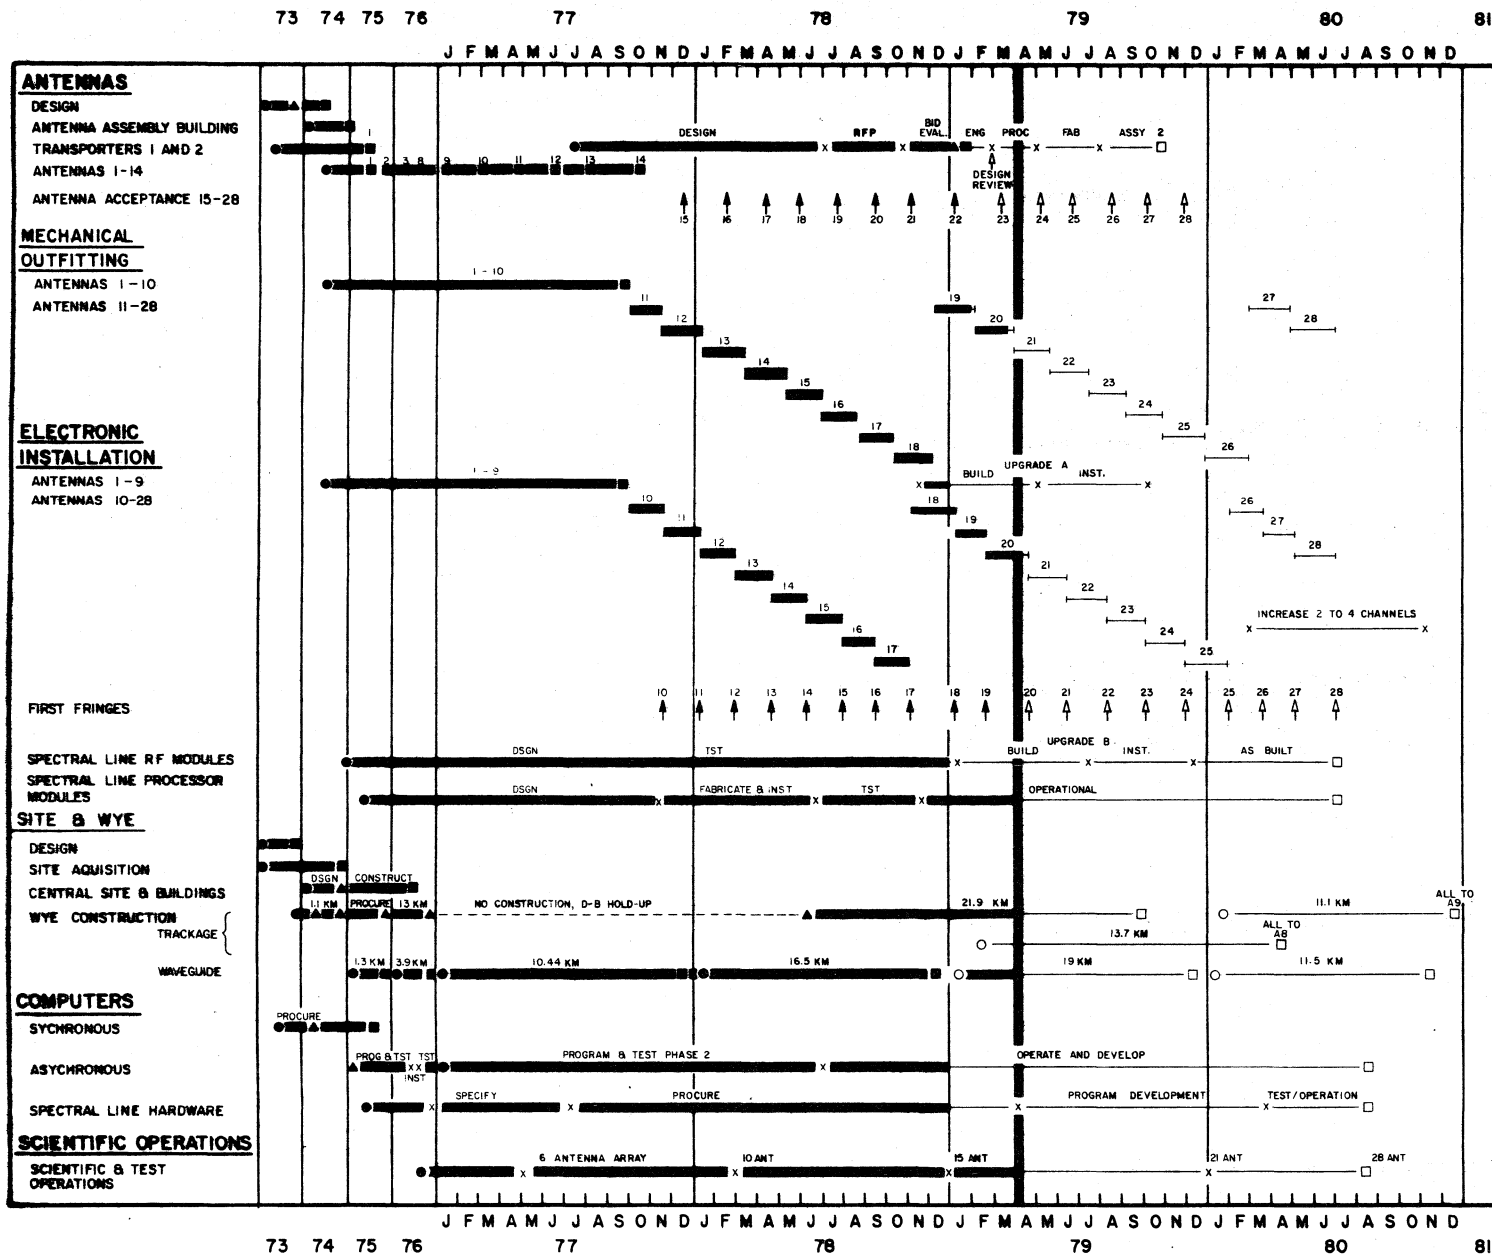 73 74 75 76 77 78 79 80 81
J F M A M J J A S O N D J F M A M J J A S O N D J F M A M J J A S O N D J F M A M J J A S O N D
ANTENNAS
DESIGN
ANTENNA ASSEMBLY BUILDING
1 DESIGN RFP BID EVAL. ENG PROC FAB ASSY 2
TRANSPORTERS 1 AND 2
ANTENNAS 1-14
1 2 3 8 9 10 11 12 13 14
DESIGN
REVIEW
ANTENNA ACCEPTANCE 15-28
15 16 17 18 19 20 21 22 23 24 25 26 27 28
MECHANICAL
OUTFITTING
1-10
ANTENNAS 1-10
ANTENNAS 11-28
11 19 27
12 20 28
13 21
14 22
15 23
16 24
17 25
18 26
ELECTRONIC
INSTALLATION
1-9 BUILD UPGRADE A INST.
ANTENNAS 1-9
ANTENNAS 10-28
10 18 26
11 19 27
12 20 28
13 21
14 22
15 23
16 24
17 25
INCREASE 2 TO 4 CHANNELS
10 11 12 13 14 15 16 17 18 19 20 21 22 23 24 25 26 27 28
FIRST FRINGES
DSGN TST BUILD UPGRADE B INST. AS BUILT
SPECTRAL LINE RF MODULES
SPECTRAL LINE PROCESSOR
MODULES
DSGN FABRICATE & INST TST OPERATIONAL
SITE & WYE
DESIGN
SITE AQUISITION
DSGN CONSTRUCT
CENTRAL SITE & BUILDINGS
1.1 KM PROCURE 13 KM NO CONSTRUCTION, D-B HOLD-UP 21.9 KM 11.1 KM ALL TO A9
WYE CONSTRUCTION
TRACKAGE
13.7 KM ALL TO A8
WAVEGUIDE
1.3 KM 3.9 KM 10.44 KM 16.5 KM 19 KM 11.5 KM
COMPUTERS
PROCURE
SYCHRONOUS
PROG & TST TST PROGRAM & TEST PHASE 2 OPERATE AND DEVELOP
ASYCHRONOUS
INST
SPECIFY PROCURE PROGRAM DEVELOPMENT TEST/OPERATION
SPECTRAL LINE HARDWARE
SCIENTIFIC OPERATIONS
6 ANTENNA ARRAY 10 ANT 15 ANT 21 ANT 28 ANT
SCIENTIFIC & TEST
OPERATIONS
J F M A M J J A S O N D J F M A M J J A S O N D J F M A M J J A S O N D J F M A M J J A S O N D
73 74 75 76 77 78 79 80 81